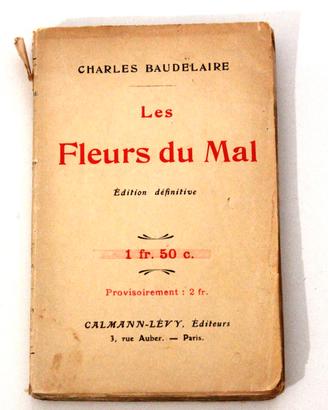 CHARLES BAUDELAIRE
Les
Fleurs du Mal
Édition définitive
1 fr. 50 c.
Provisoirement : 2 fr.
CALMANN-LÉVY, Éditeurs
3, rue Auber. — Paris.